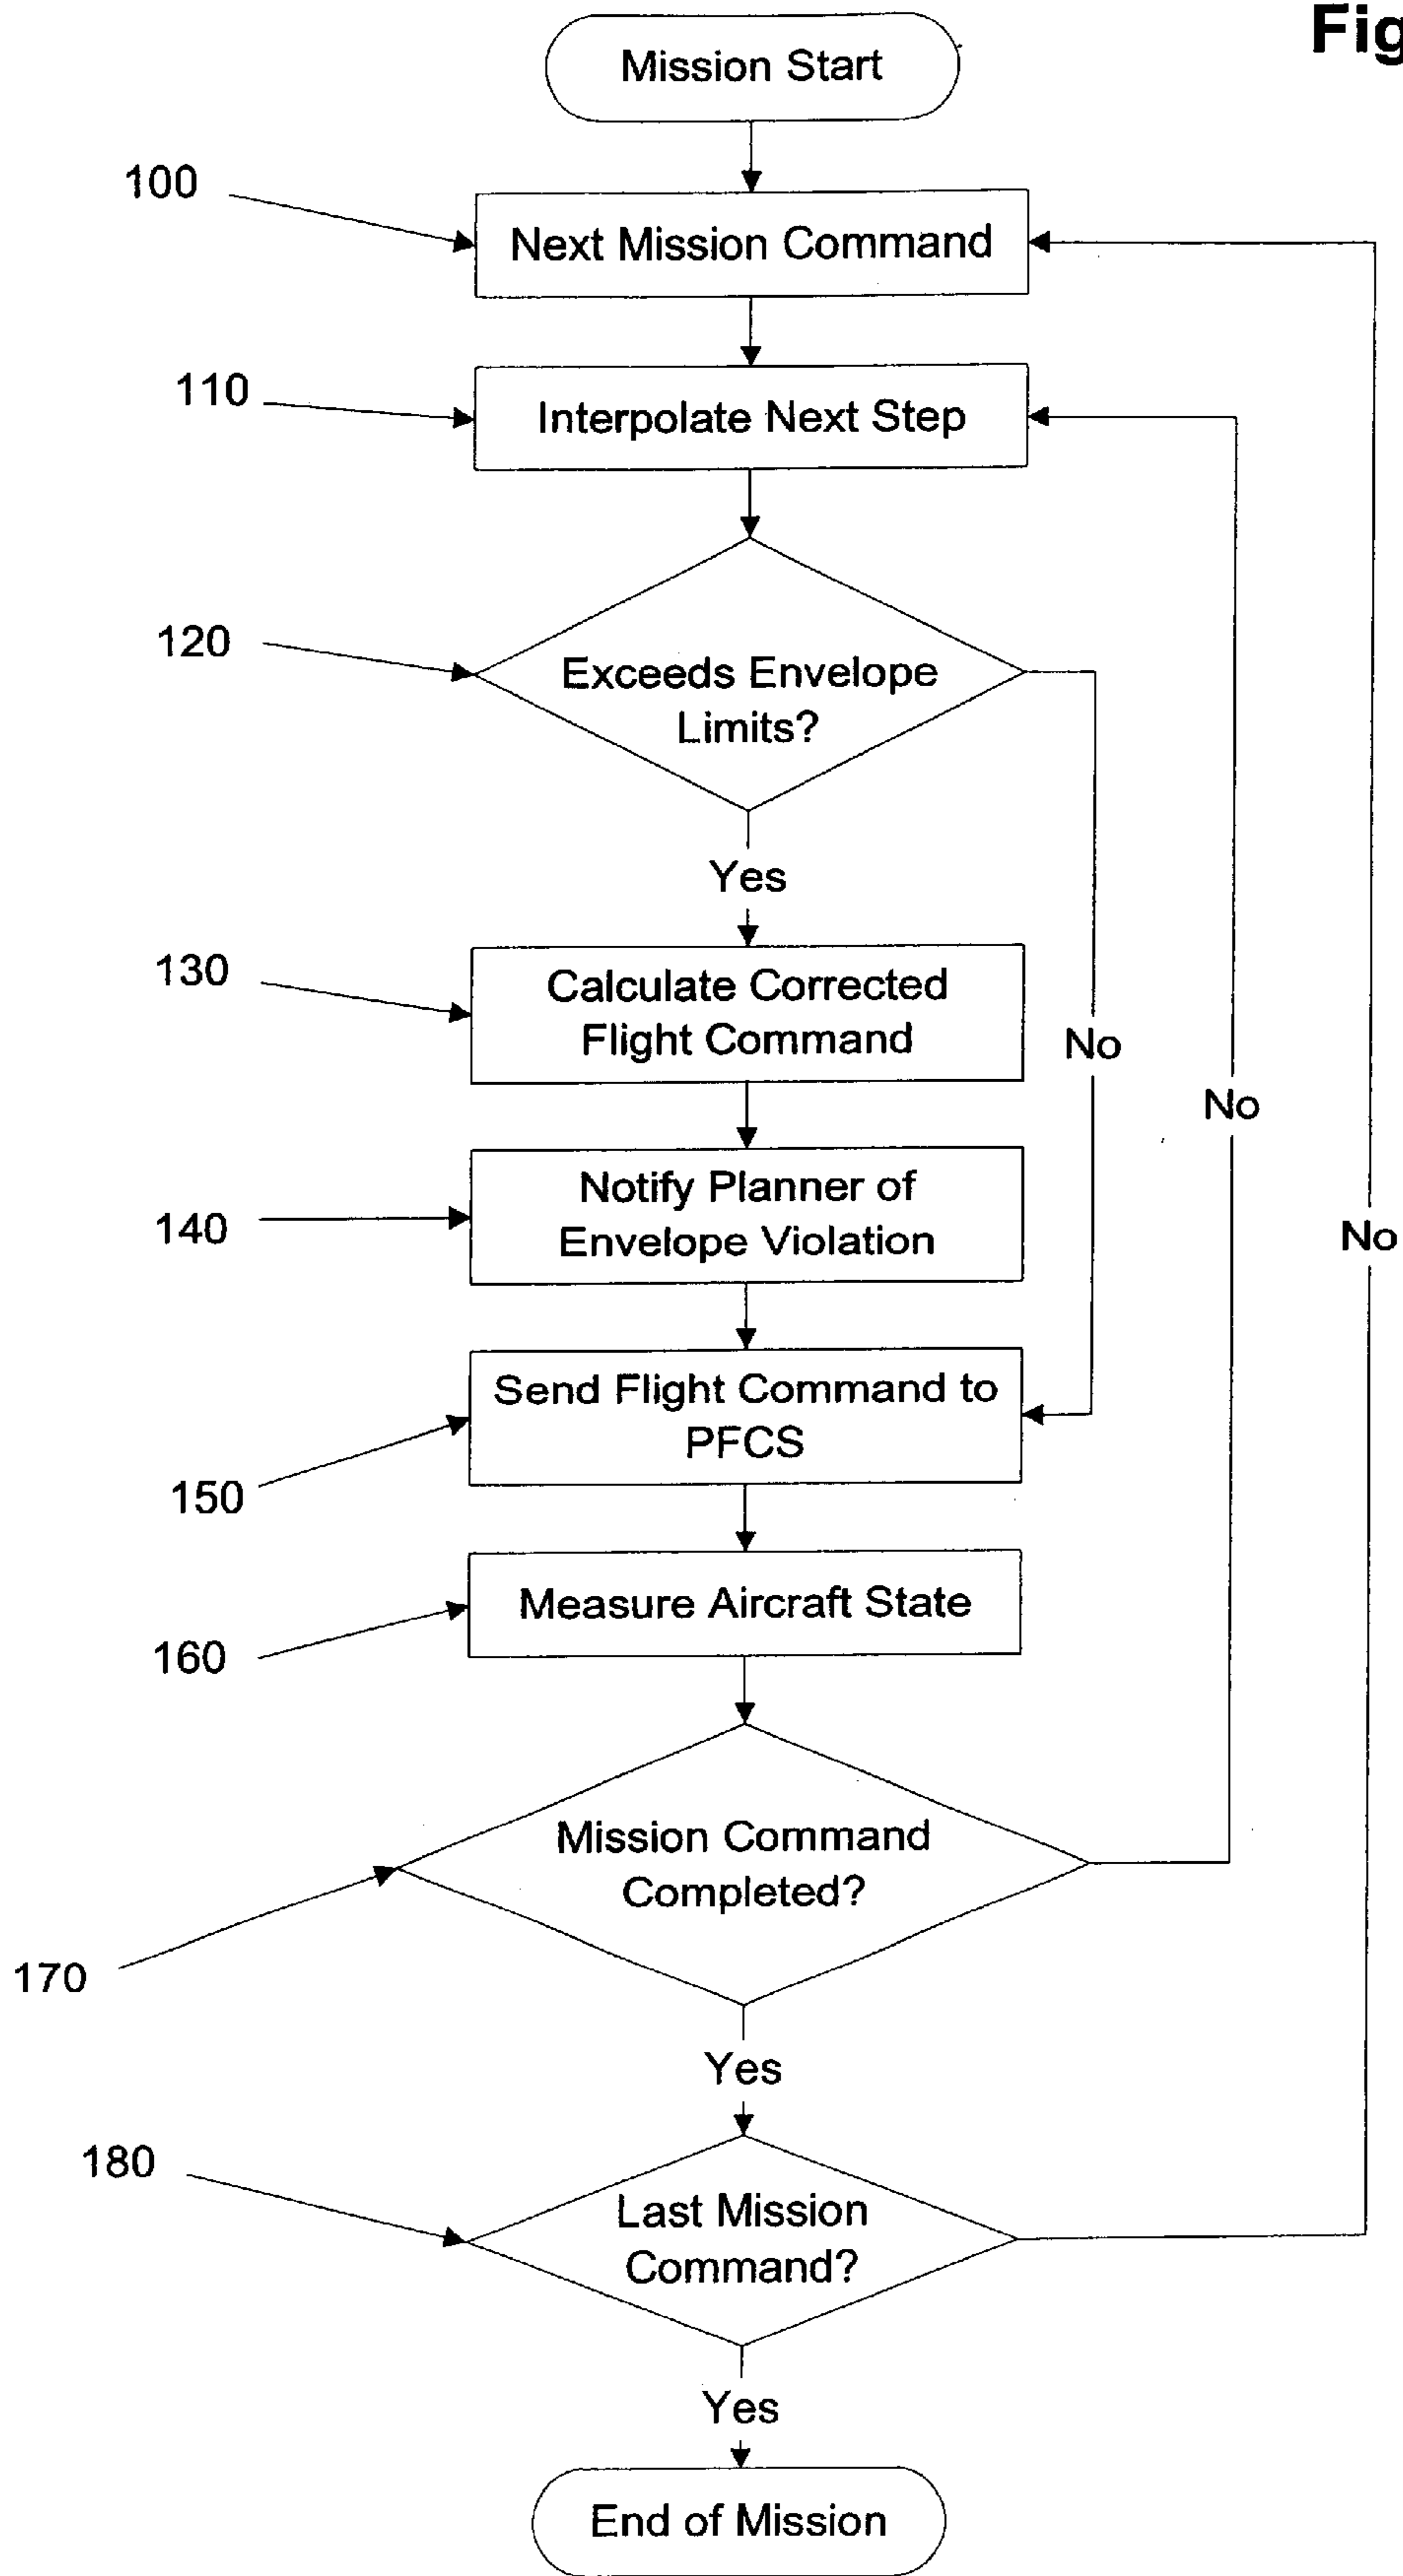 Fig
Mission Start
100
Next Mission Command
110
Interpolate Next Step
120
Exceeds Envelope
Limits?
Yes
130
Calculate Corrected
Flight Command
No
No
140
Notify Planner of
Envelope Violation
No
150
Send Flight Command to
PFCS
160
Measure Aircraft State
170
Mission Command
Completed?
Yes
180
Last Mission
Command?
Yes
End of Mission